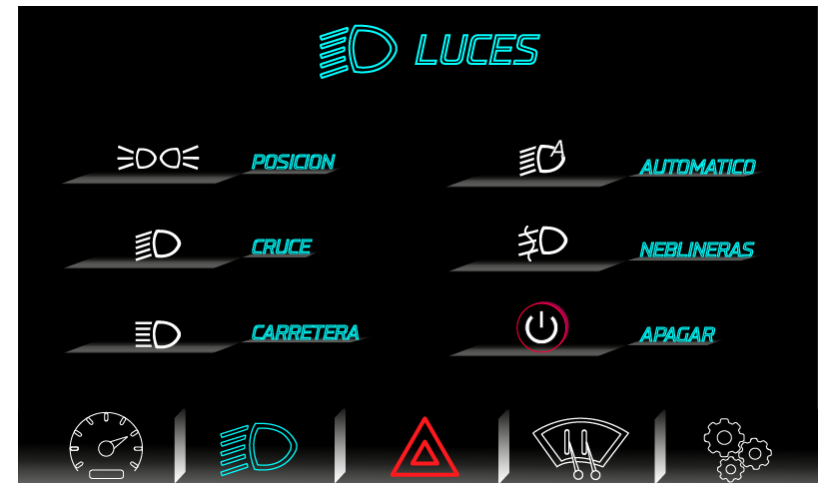 LUCES
POSICION
AUTOMATICO
CRUCE
NEBLINERAS
CARRETERA
APAGAR